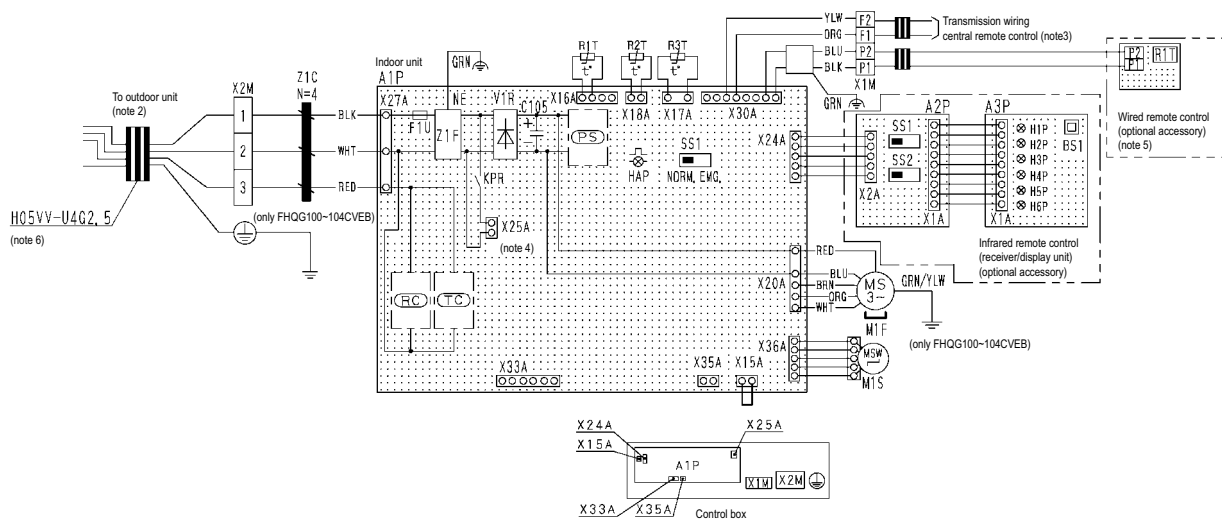 YLW F2
ORG F1
BLU P2
BLK P1
X1M
GRN
Transmission wiring
central remote control (note3)
P2
P1
R1T
Wired remote control
(optional accessory)
(note 5)
R1T
R2T
R3T
t°
t°
t°
Indoor unit
A1P
GRN
X27A
NE
V1R
C105
X16A
X18A
X17A
X30A
To outdoor unit
(note 2)
X2M
Z1C
N=4
1
2
3
BLK
WHT
RED
F1U
Z1F
+
−
PS
HAP
SS1
NORM. EMG.
KPR
X25A
(note 4)
X24A
A2P
A3P
SS1
SS2
X2A
X1A
X1A
H1P
H2P
H3P
H4P
H5P
H6P
BS1
Infrared remote control
(receiver/display unit)
(optional accessory)
H05VV-U4G2,5
(note 6)
(only FHQG100~104CVEB)
RC
TC
X20A
RED
BLU
BRN
ORG
WHT
MS
3~
GRN/YLW
M1F
(only FHQG100~104CVEB)
X36A
MSW
M1S
X33A
X35A
X15A
X24A
X15A
X25A
A1P
X1M
X2M
X33A
X35A
Control box